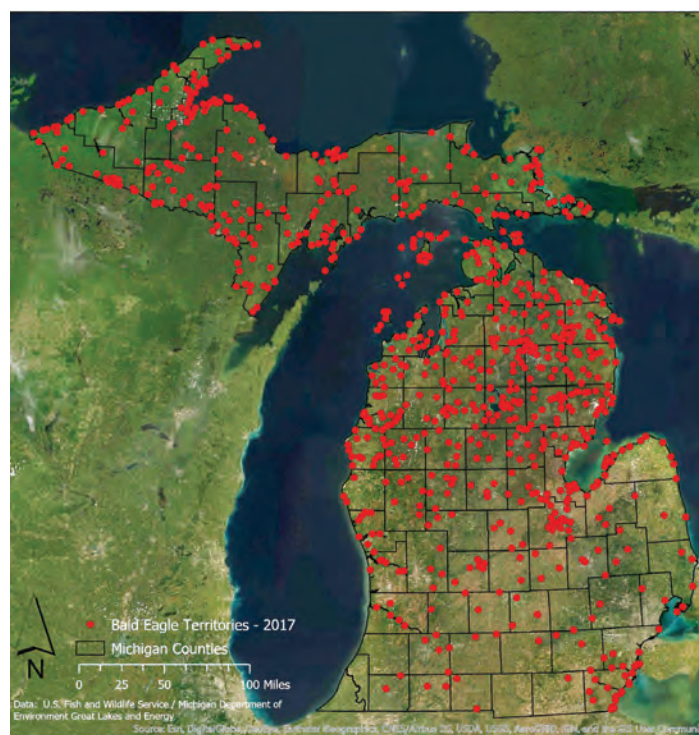 Bald Eagle Territories - 2017
Michigan Counties
N
0 25 50 100 Miles
Data: U.S. Fish and Wildlife Service / Michigan Department of
Environment Great Lakes and Energy
Source: Esri, DigitalGlobe, GeoEye, Earthstar Geographics, CNES/Airbus DS, USDA, USGS, AeroGRID, IGN, and the GIS User